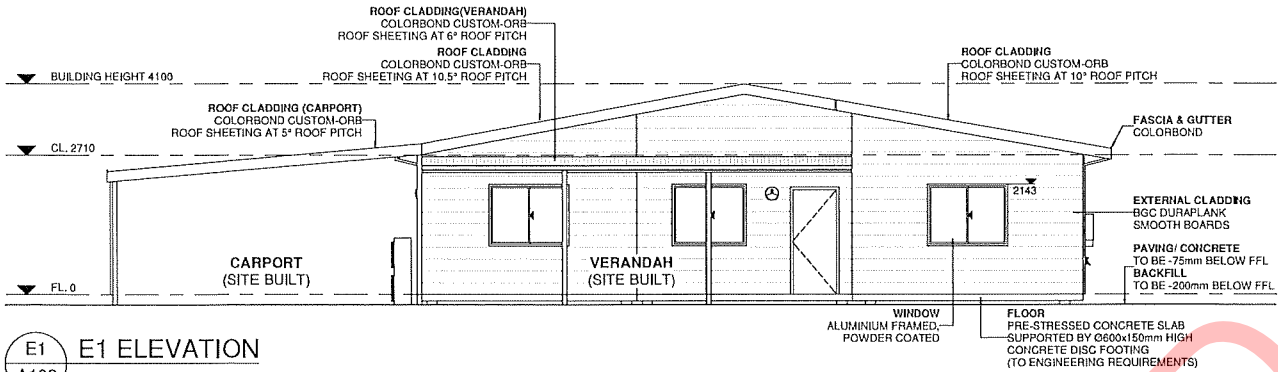 ROOF CLADDING(VERANDAH)
COLORBOND CUSTOM-ORB
ROOF SHEETING AT 6° ROOF PITCH
ROOF CLADDING
COLORBOND CUSTOM-ORB
ROOF SHEETING AT 10.5° ROOF PITCH
ROOF CLADDING
COLORBOND CUSTOM-ORB
ROOF SHEETING AT 10° ROOF PITCH
BUILDING HEIGHT 4100
ROOF CLADDING (CARPORT)
COLORBOND CUSTOM-ORB
ROOF SHEETING AT 5° ROOF PITCH
FASCIA & GUTTER
COLORBOND
CL. 2710
2143
EXTERNAL CLADDING
BGC DURAPLANK
SMOOTH BOARDS
CARPORT
(SITE BUILT)
VERANDAH
(SITE BUILT)
PAVING/ CONCRETE
TO BE -75mm BELOW FFL
BACKFILL
TO BE -200mm BELOW FFL
FL. 0
WINDOW
ALUMINIUM FRAMED,
POWDER COATED
FLOOR
PRE-STRESSED CONCRETE SLAB
SUPPORTED BY Ø600x150mm HIGH
CONCRETE DISC FOOTING
(TO ENGINEERING REQUIREMENTS)
E1
E1 ELEVATION